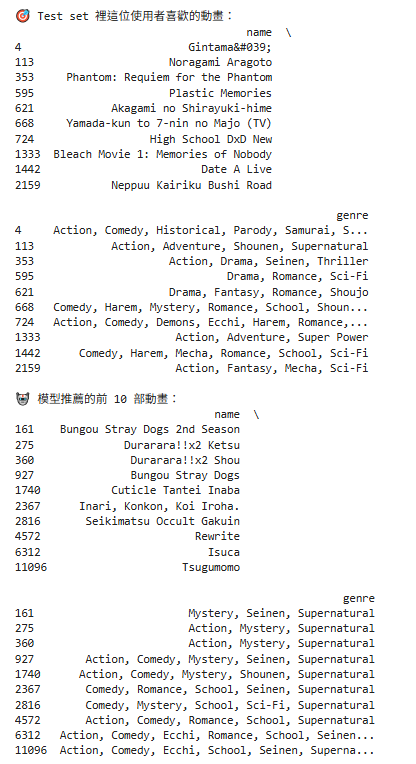 🎯 Test set 裡這位使用者喜歡的動畫：
name \
4 Gintama&#039;
113 Noragami Aragoto
353 Phantom: Requiem for the Phantom
595 Plastic Memories
621 Akagami no Shirayuki-hime
668 Yamada-kun to 7-nin no Majo (TV)
724 High School DxD New
1333 Bleach Movie 1: Memories of Nobody
1442 Date A Live
2159 Neppuu Kairiku Bushi Road
genre
4 Action, Comedy, Historical, Parody, Samurai, S...
113 Action, Adventure, Shounen, Supernatural
353 Action, Drama, Seinen, Thriller
595 Drama, Romance, Sci-Fi
621 Drama, Fantasy, Romance, Shoujo
668 Comedy, Harem, Mystery, Romance, School, Shoun...
724 Action, Comedy, Demons, Ecchi, Harem, Romance,...
1333 Action, Adventure, Super Power
1442 Comedy, Harem, Mecha, Romance, School, Sci-Fi
2159 Action, Fantasy, Mecha, Sci-Fi
模型推薦的前 10 部動畫：
name \
161 Bungou Stray Dogs 2nd Season
275 Durarara!!x2 Ketsu
360 Durarara!!x2 Shou
927 Bungou Stray Dogs
1740 Cuticle Tantei Inaba
2367 Inari, Konkon, Koi Iroha.
2816 Seikimatsu Occult Gakuin
4572 Rewrite
6312 Isuca
11096 Tsugumomo
genre
161 Mystery, Seinen, Supernatural
275 Action, Mystery, Supernatural
360 Action, Mystery, Supernatural
927 Action, Comedy, Mystery, Seinen, Supernatural
1740 Action, Comedy, Mystery, Shounen, Supernatural
2367 Comedy, Romance, School, Seinen, Supernatural
2816 Comedy, Mystery, School, Sci-Fi, Supernatural
4572 Action, Comedy, Romance, School, Supernatural
6312 Action, Comedy, Ecchi, Romance, School, Seinen...
11096 Action, Comedy, Ecchi, School, Seinen, Superna...